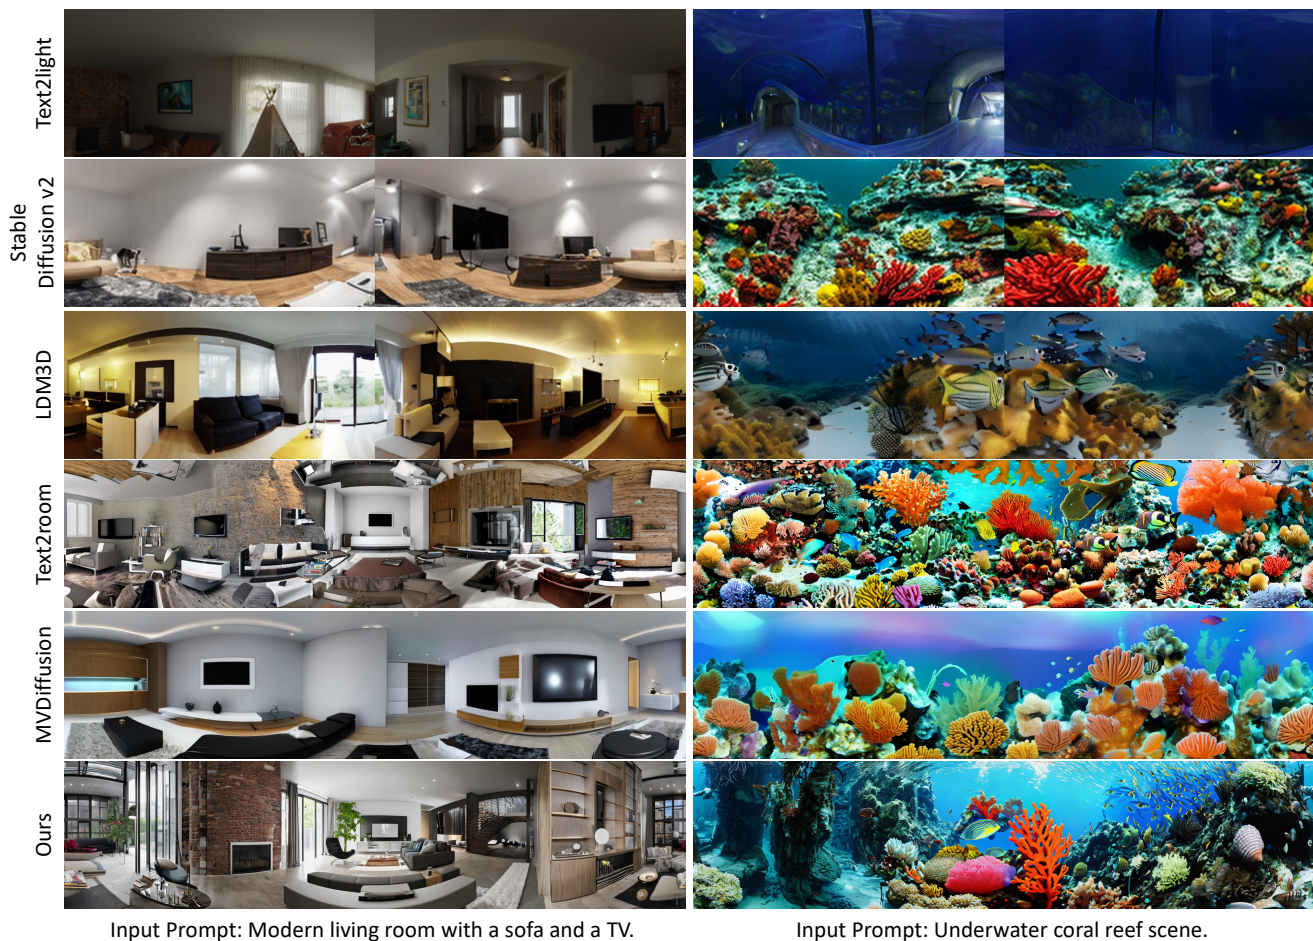 Text2light
Stable
Diffusion v2
LDM3D
Text2room
MVDiffusion
Ours
Input Prompt: Modern living room with a sofa and a TV.
Input Prompt: Underwater coral reef scene.